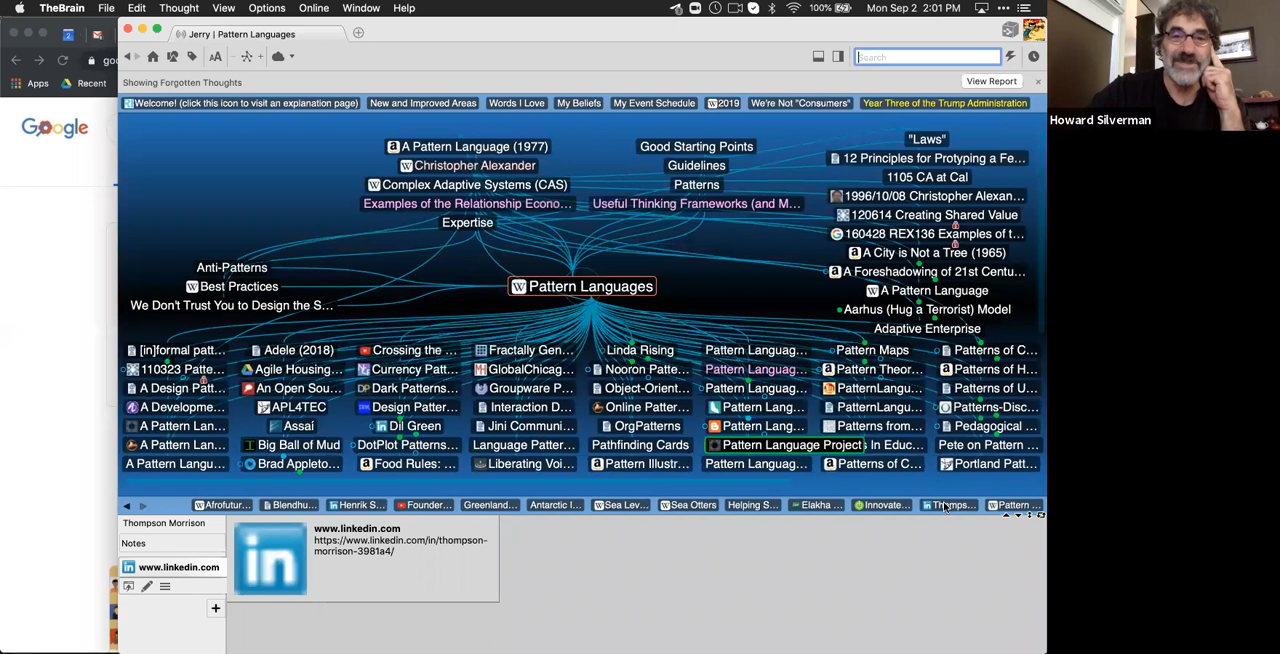 TheBrain File Edit Thought View Options Online Window Help 100% Mon Sep 2 2:01 PM
Jerry | Pattern Languages
Search
Showing Forgotten Thoughts View Report
Apps Recent
Google
Howard Silverman
Welcome! (click this icon to visit an explanation page) New and Improved Areas Words I Love My Beliefs My Event Schedule 2019 We're Not "Consumers" Year Three of the Trump Administration
A Pattern Language (1977)
Christopher Alexander
Complex Adaptive Systems (CAS)
Examples of the Relationship Econo...
Expertise
Good Starting Points
Guidelines
Patterns
Useful Thinking Frameworks (and M...
"Laws"
12 Principles for Protyping a Fe...
1105 CA at Cal
1996/10/08 Christopher Alexan...
120614 Creating Shared Value
160428 REX136 Examples of t...
A City is Not a Tree (1965)
A Foreshadowing of 21st Centu...
A Pattern Language
Aarhus (Hug a Terrorist) Model
Adaptive Enterprise
Anti-Patterns
Best Practices
We Don't Trust You to Design the S...
Pattern Languages
[in]formal patt... Adele (2018) Crossing the ... Fractally Gen... Linda Rising Pattern Languag... Pattern Maps Patterns of C...
110323 Patte... Agile Housing... Currency Patt... GlobalChicag... Nooron Patte... Pattern Languag... Pattern Theor... Patterns of H...
A Design Patt... An Open Sou... Dark Patterns... Groupware P... Object-Orient... Pattern Languag... PatternLangu... Patterns of U...
A Developme... APL4TEC Design Patter... Interaction D... Online Patter... Pattern Lang... PatternLangu... Patterns-Disc...
A Pattern Lan... Assaí Dil Green Jini Communi... OrgPatterns Pattern Lang... Patterns from... Pedagogical ...
A Pattern Lan... Big Ball of Mud DotPlot Patterns... Language Patter... Pathfinding Cards Pattern Language Project s In Educ... Pete on Pattern ...
A Pattern Langu... Brad Appleto... Food Rules: ... Liberating Voi... Pattern Illustr... Pattern Languag... Patterns of C... Portland Patt...
Afrofutur... Blendhu... Henrik S... Founder... Greenland... Antarctic I... Sea Lev... Sea Otters Helping S... Elakha ... Innovate... Thomps... Pattern ...
Thompson Morrison
Notes
www.linkedin.com
www.linkedin.com
https://www.linkedin.com/in/thompson-
morrison-3981a4/